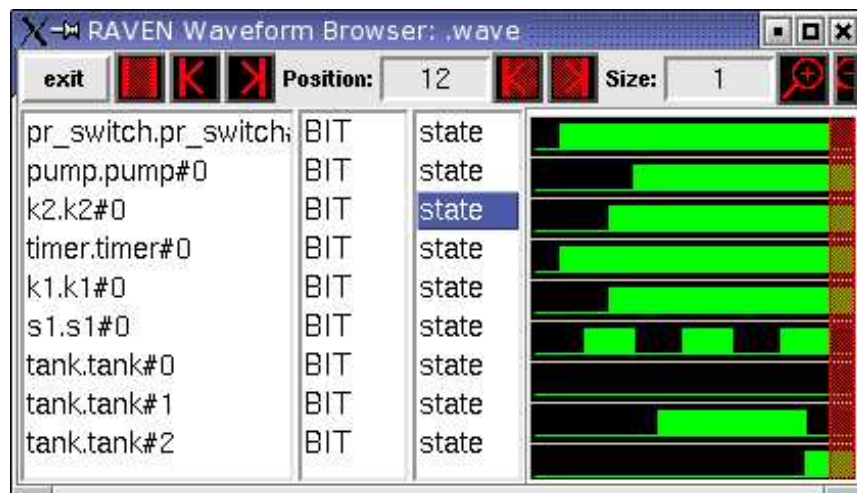 RAVEN Waveform Browser: .wave
exit Position: 12 Size: 1
pr_switch.pr_switch BIT state
pump.pump#0 BIT state
k2.k2#0 BIT state
timer.timer#0 BIT state
k1.k1#0 BIT state
s1.s1#0 BIT state
tank.tank#0 BIT state
tank.tank#1 BIT state
tank.tank#2 BIT state